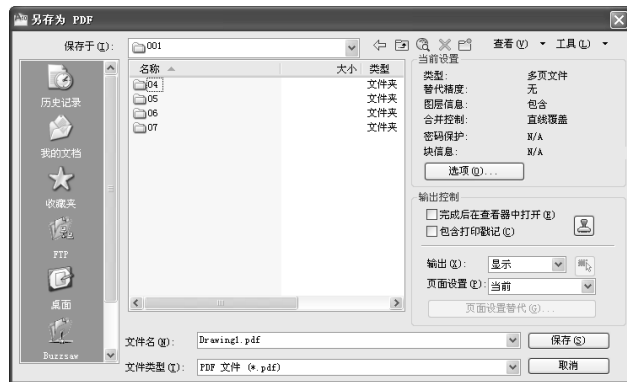 另存为 PDF
保存于(I): 001 查看(V) 工具(L)
名称 大小 类型
04 文件夹
05 文件夹
06 文件夹
07 文件夹
历史记录
我的文档
收藏夹
FTP
桌面
Buzzsaw
当前设置
类型: 多页文件
替代精度: 无
图层信息: 包含
合并控制: 直线覆盖
密码保护: N/A
块信息: N/A
选项(O)...
输出控制
完成后在查看器中打开(E)
包含打印戳记(C)
输出(X): 显示
页面设置(P): 当前
页面设置替代(G)...
文件名(N): Drawing1.pdf 保存(S)
文件类型(T): PDF 文件 (*.pdf) 取消